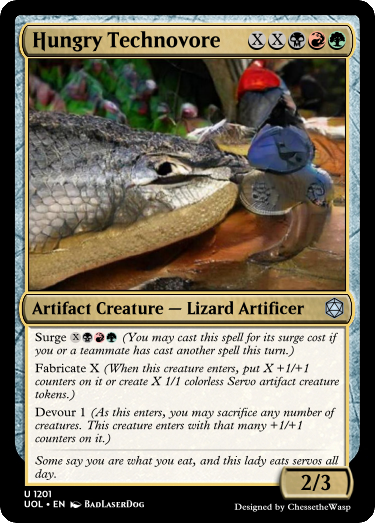 Hungry Technovore XXBRG
Artifact Creature — Lizard Artificer
Surge XBRG (You may cast this spell for its surge cost if
you or a teammate has cast another spell this turn.)
Fabricate X (When this creature enters, put X +1/+1
counters on it or create X 1/1 colorless Servo artifact creature
tokens.)
Devour 1 (As this enters, you may sacrifice any number of
creatures. This creature enters with that many +1/+1
counters on it.)
Some say you are what you eat, and this lady eats servos all
day.
2/3
U 1201
UOL • EN BadLaserDog
Designed by ChessetheWasp